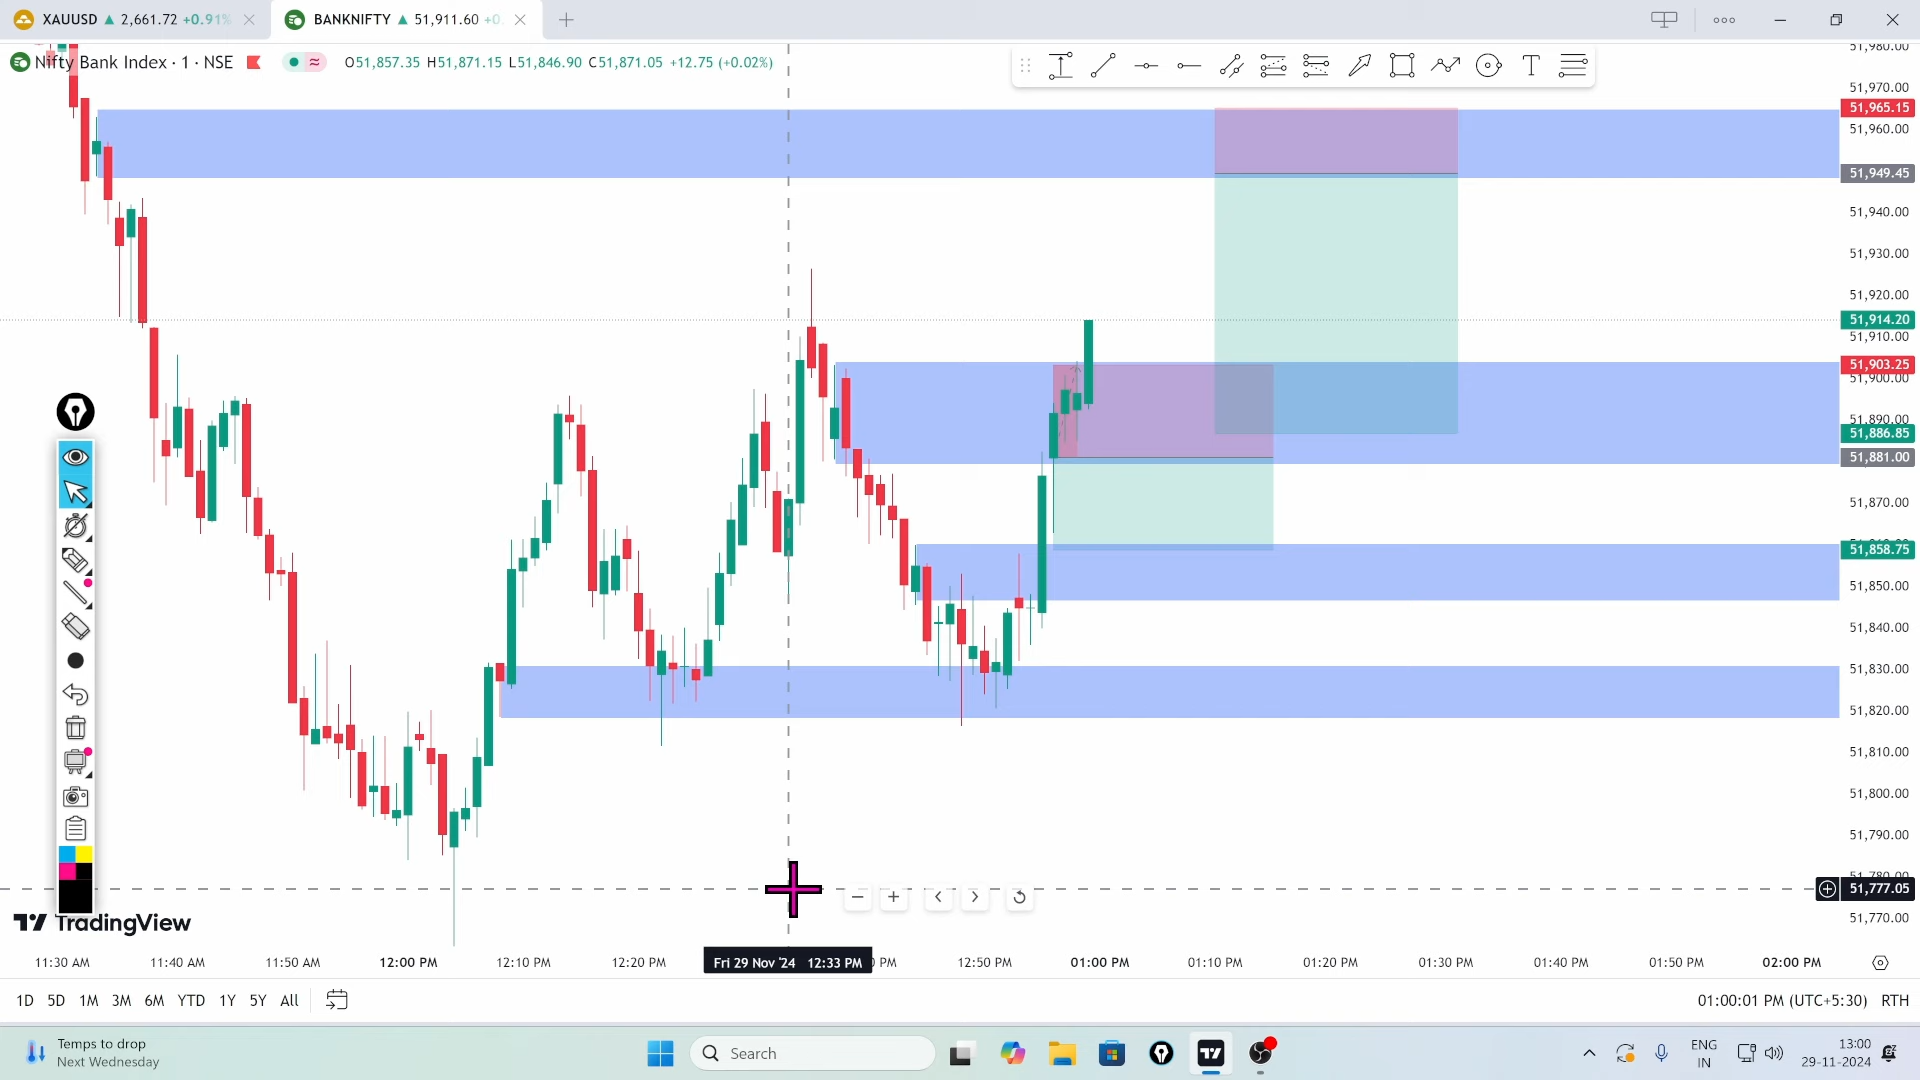 XAUUSD ▲ 2,661.72 +0.91%
BANKNIFTY ▲ 51,911.60 +0.
Nifty Bank Index · 1 · NSE
O51,857.35 H51,871.15 L51,846.90 C51,871.05 +12.75 (+0.02%)
T
51,980.00
51,970.00
51,965.15
51,960.00
51,949.45
51,940.00
51,930.00
51,920.00
51,914.20
51,910.00
51,903.25
51,900.00
51,890.00
51,886.85
51,881.00
51,870.00
51,858.75
51,850.00
51,840.00
51,830.00
51,820.00
51,810.00
51,800.00
51,790.00
51,780.00
51,777.05
51,770.00
TradingView
11:30 AM 11:40 AM 11:50 AM 12:00 PM 12:10 PM 12:20 PM Fri 29 Nov '24 12:33 PM 0 PM 12:50 PM 01:00 PM 01:10 PM 01:20 PM 01:30 PM 01:40 PM 01:50 PM 02:00 PM
1D 5D 1M 3M 6M YTD 1Y 5Y All
01:00:01 PM (UTC+5:30) RTH
Temps to drop
Next Wednesday
Search
ENG
IN
13:00
29-11-2024